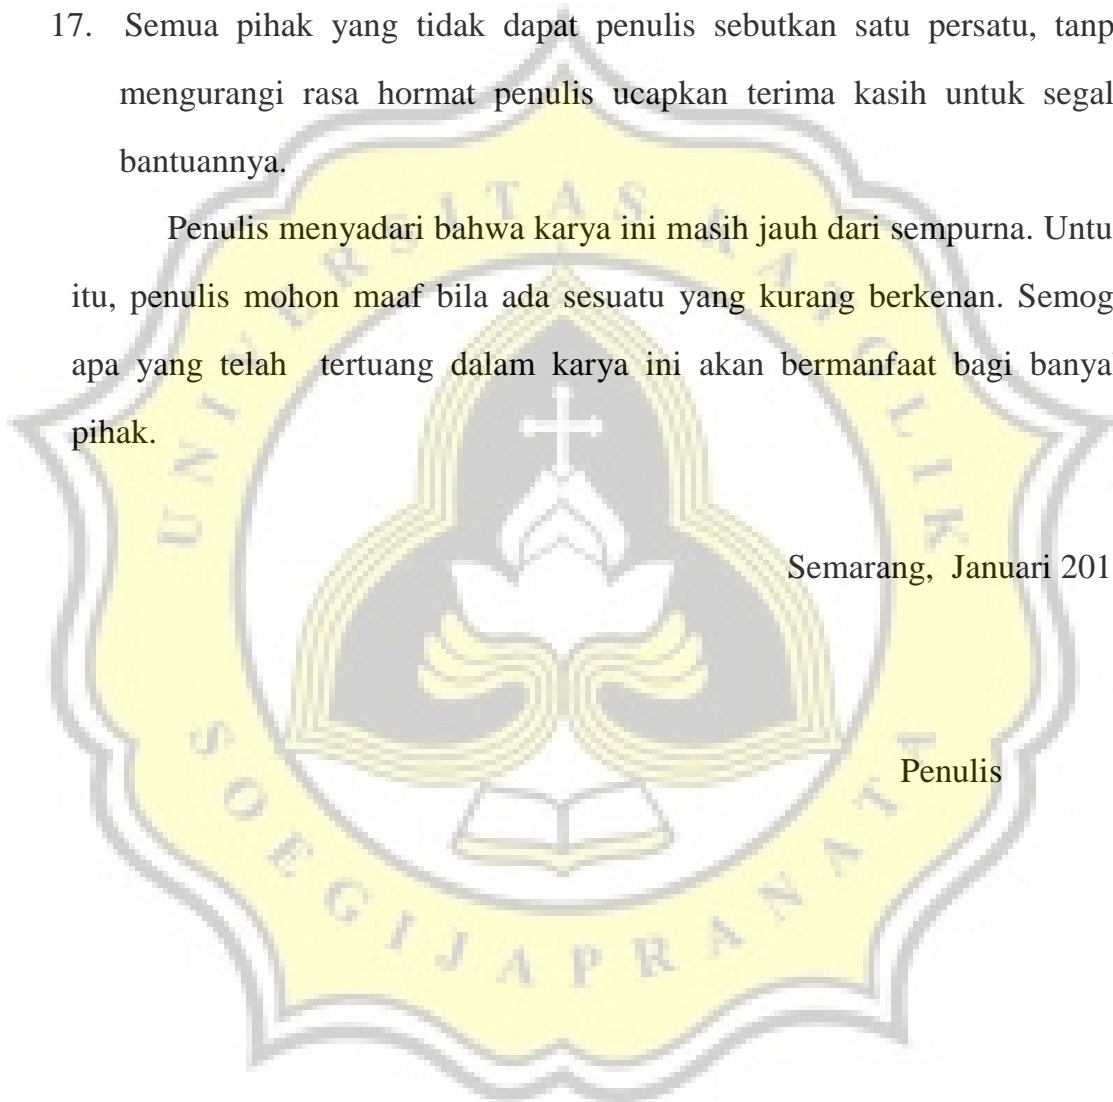 17. Semua pihak yang tidak dapat penulis sebutkan satu persatu, tanp
mengurangi rasa hormat penulis ucapkan terima kasih untuk segal
bantuannya.
Penulis menyadari bahwa karya ini masih jauh dari sempurna. Untu
itu, penulis mohon maaf bila ada sesuatu yang kurang berkenan. Semog
apa yang telah tertuang dalam karya ini akan bermanfaat bagi banya
pihak.
Semarang, Januari 201
Penulis
UNIVERSITAS KATOLIK
SOEGIJAPRANATA